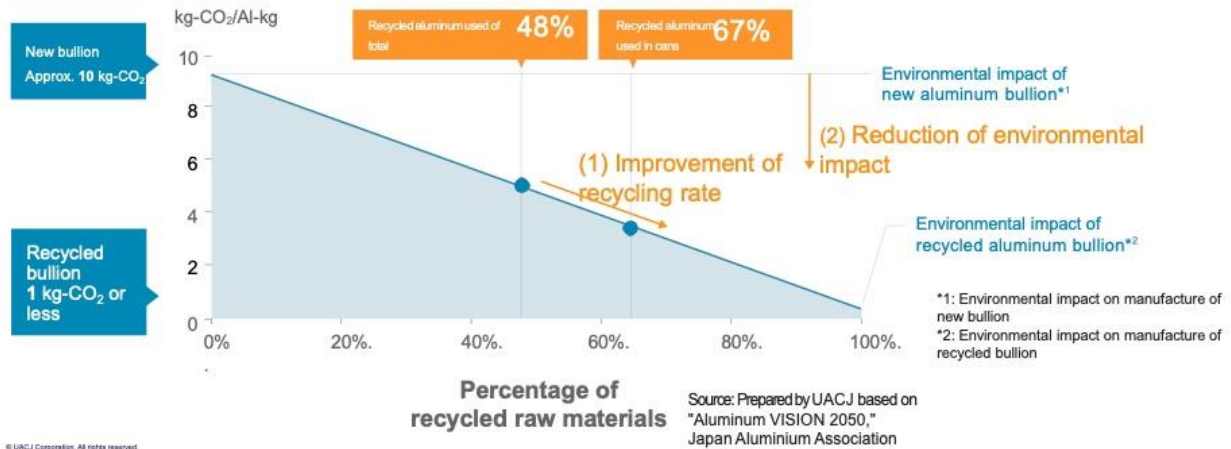 kg-CO₂/Al-kg
New bullion
Approx. 10 kg-CO₂
Recycled aluminum used of
total
48%
Recycled aluminum
used in cans
67%
10
8
6
4
2
0
0%
20%.
40%.
60%.
80%.
100%.
.
Environmental impact of
new aluminum bullion*¹
(2) Reduction of environmental
impact
(1) Improvement of
recycling rate
Environmental impact of
recycled aluminum bullion*²
Recycled
bullion
1 kg-CO₂ or
less
*1: Environmental impact on manufacture of
new bullion
*2: Environmental impact on manufacture of
recycled bullion
Percentage of
recycled raw materials
Source: Prepared by UACJ based on
"Aluminum VISION 2050,"
Japan Aluminium Association
© UACJ Corporation. All rights reserved.